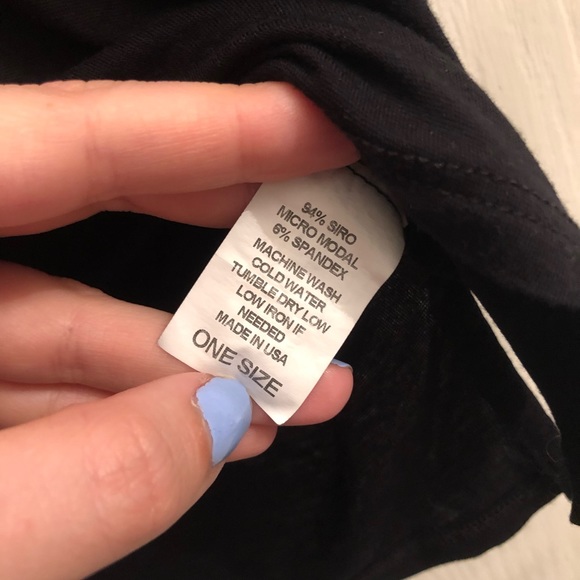 94% SIRO
MICRO MODAL
6% SPANDEX
MACHINE WASH
COLD WATER
TUMBLE DRY LOW
LOW IRON IF
NEEDED
MADE IN USA
ONE SIZE